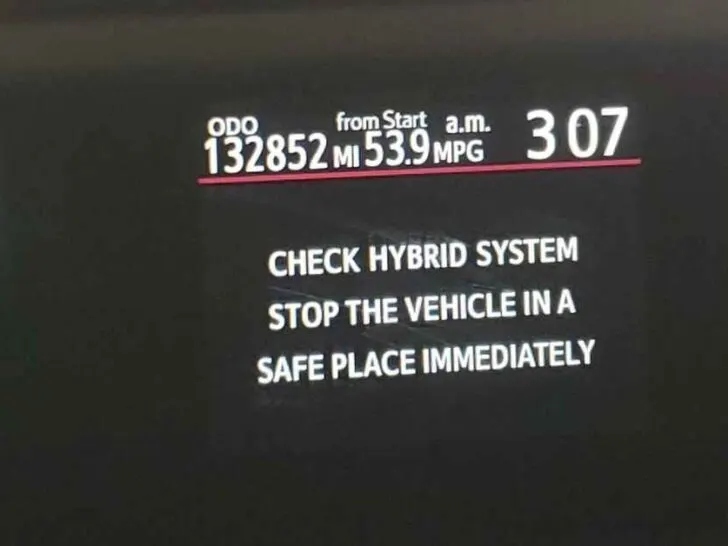 ODO from Start a.m. 3 07
132852 MI 53.9 MPG
CHECK HYBRID SYSTEM
STOP THE VEHICLE IN A
SAFE PLACE IMMEDIATELY